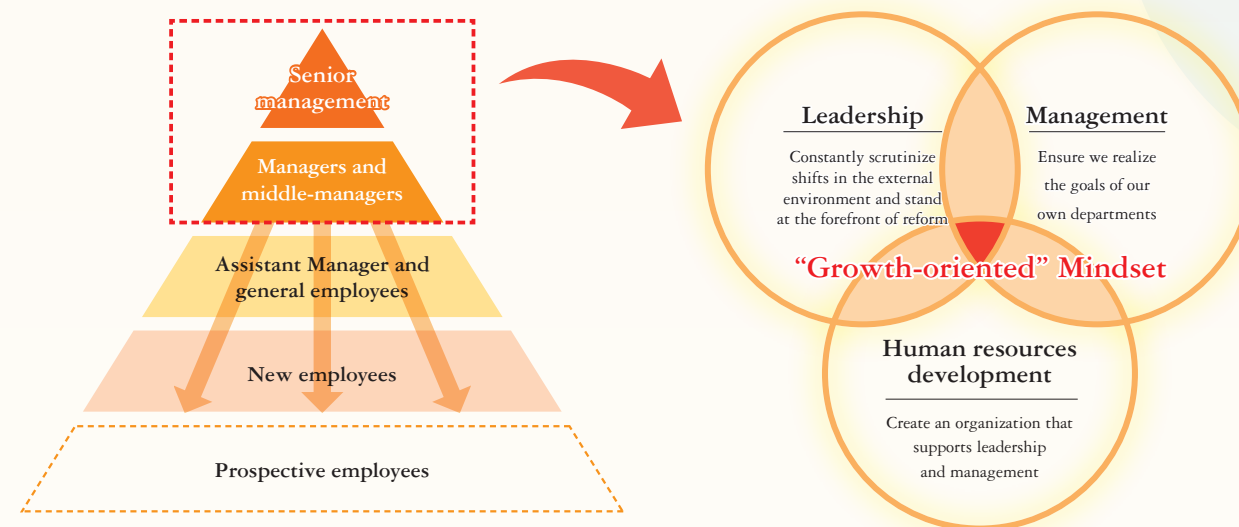 Senior
management
Managers and
middle-managers
Assistant Manager and
general employees
New employees
Prospective employees
Leadership
Constantly scrutinize
shifts in the external
environment and stand
at the forefront of reform
Management
Ensure we realize
the goals of our
own departments
“Growth-oriented” Mindset
Human resources
development
Create an organization that
supports leadership
and management